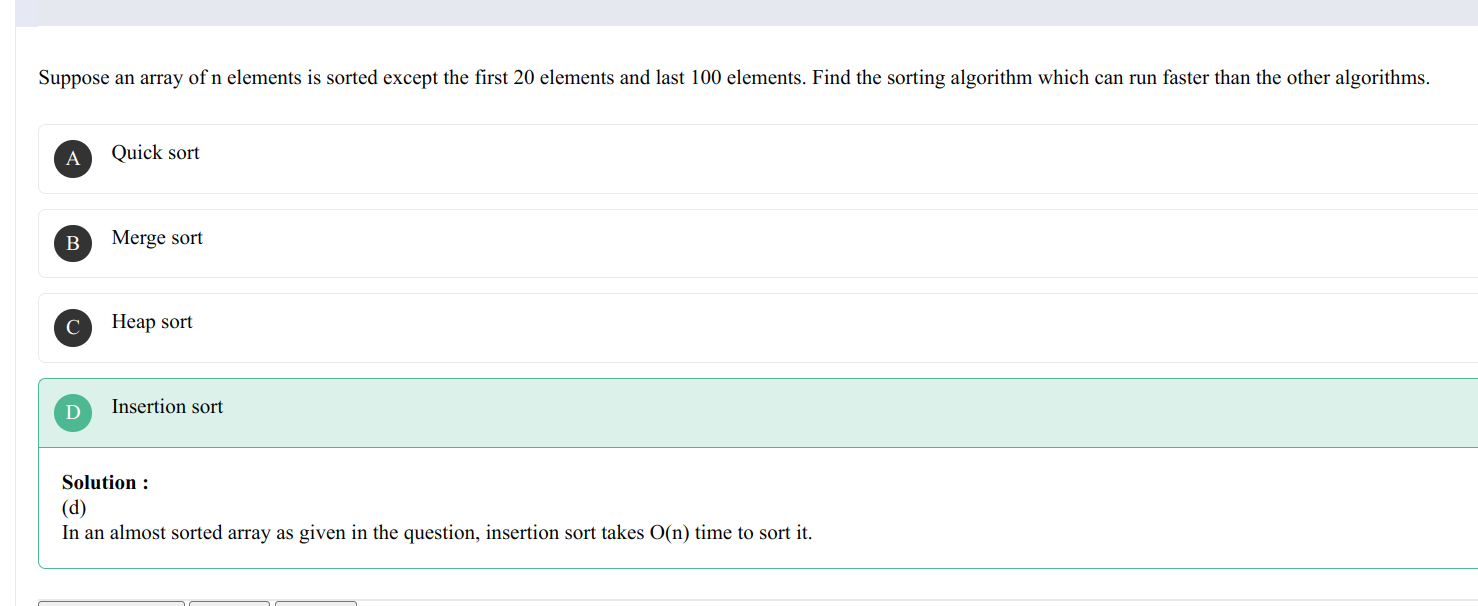 Suppose an array of n elements is sorted except the first 20 elements and last 100 elements. Find the sorting algorithm which can run faster than the other algorithms.
A Quick sort
B Merge sort
C Heap sort
D Insertion sort
Solution :
(d)
In an almost sorted array as given in the question, insertion sort takes O(n) time to sort it.